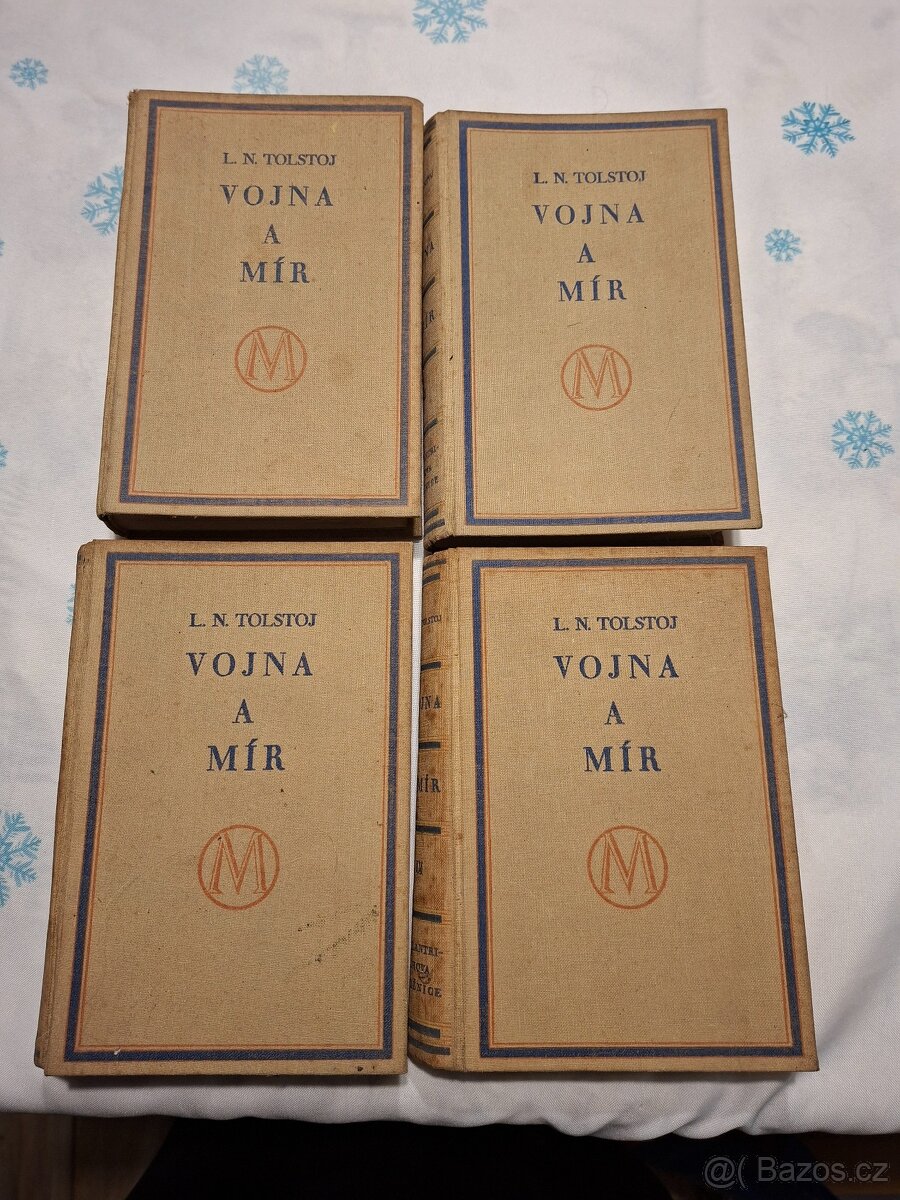 L. N. TOLSTOJ
VOJNA
A
MÍR
M
L. N. TOLSTOJ
VOJNA
A
MÍR
M
L. N. TOLSTOJ
VOJNA
A
MÍR
M
L. N. TOLSTOJ
VOJNA
A
MÍR
M
@( Bazos.cz